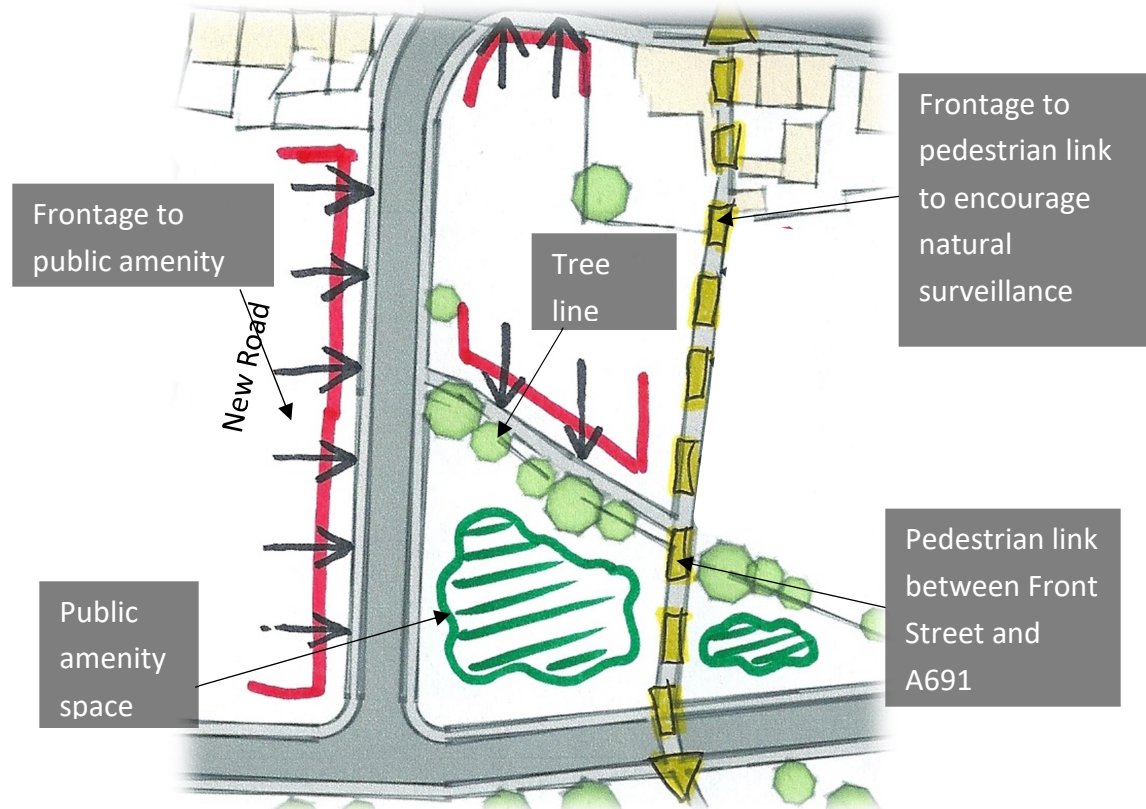 Frontage to
public amenity
New Road
Public
amenity
space
Tree
line
Frontage to
pedestrian link
to encourage
natural
surveillance
Pedestrian link
between Front
Street and
A691